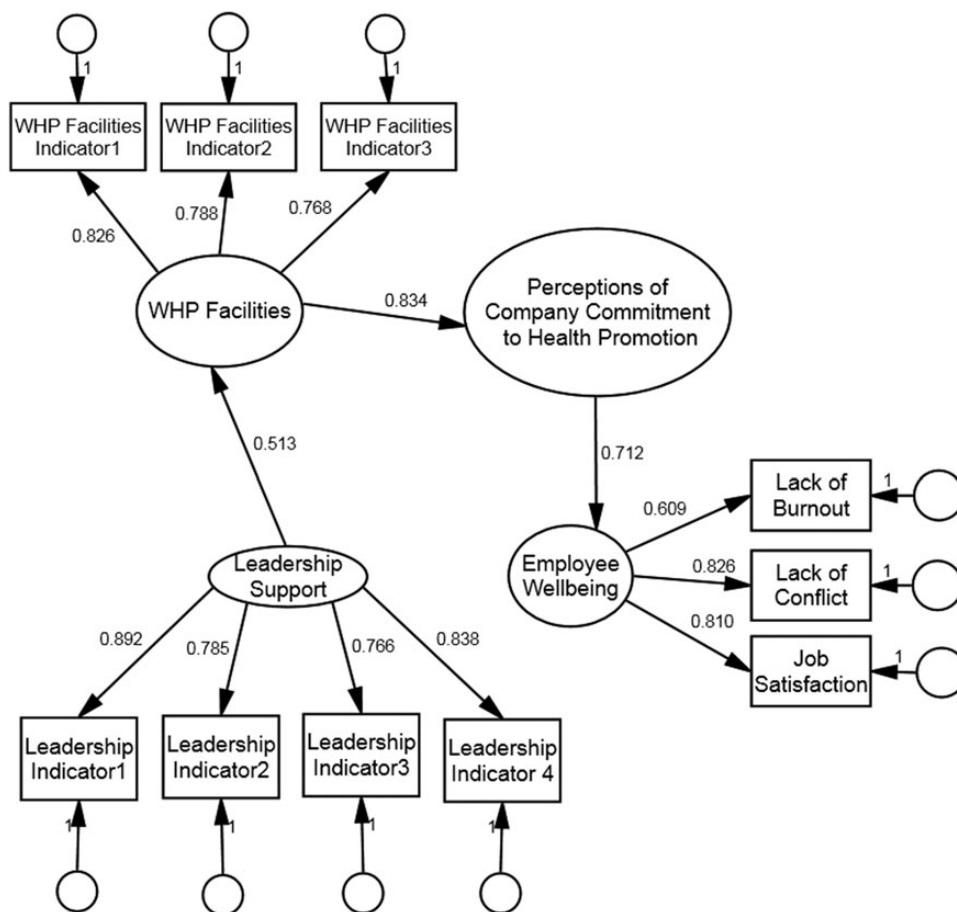 1
1
1
WHP Facilities
Indicator1
WHP Facilities
Indicator2
WHP Facilities
Indicator3
0.826
0.788
0.768
WHP Facilities
0.834
Perceptions of
Company Commitment
to Health Promotion
0.513
0.712
Leadership
Support
Employee
Wellbeing
0.609
0.826
0.810
Lack of
Burnout
1
Lack of
Conflict
1
Job
Satisfaction
1
0.892
0.785
0.766
0.838
Leadership
Indicator1
Leadership
Indicator2
Leadership
Indicator3
Leadership
Indicator 4
1
1
1
1